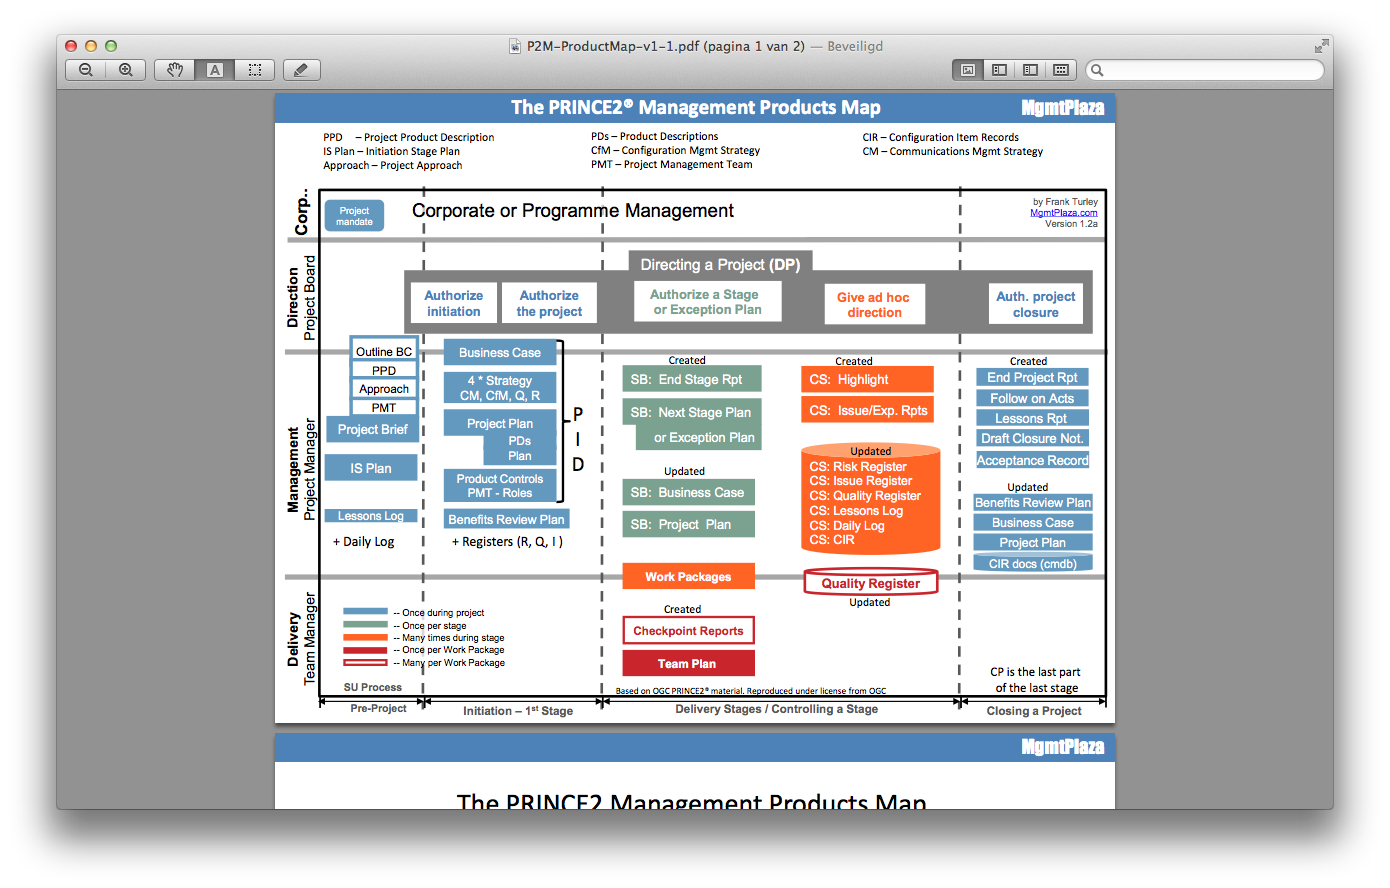 P2M-ProductMap-v1-1.pdf (pagina 1 van 2) — Beveiligd
A
The PRINCE2® Management Products Map
MgmtPlaza
PPD – Project Product Description
IS Plan – Initiation Stage Plan
Approach – Project Approach
PDs – Product Descriptions
CfM – Configuration Mgmt Strategy
PMT – Project Management Team
CIR – Configuration Item Records
CM – Communications Mgmt Strategy
Corp..
Project
mandate
Corporate or Programme Management
by Frank Turley
MgmtPlaza.com
Version 1.2a
Direction
Project Board
Directing a Project (DP)
Authorize
initiation
Authorize
the project
Authorize a Stage
or Exception Plan
Give ad hoc
direction
Auth. project
closure
Management
Project Manager
Outline BC
PPD
Approach
PMT
Project Brief
IS Plan
Lessons Log
+ Daily Log
Business Case
4 * Strategy
CM, CfM, Q, R
Project Plan
PDs
Plan
Product Controls
PMT - Roles
P
I
D
Benefits Review Plan
+ Registers (R, Q, I )
Created
SB: End Stage Rpt
SB: Next Stage Plan
or Exception Plan
Updated
SB: Business Case
SB: Project Plan
Work Packages
Created
CS: Highlight
CS: Issue/Exp. Rpts
Updated
CS: Risk Register
CS: Issue Register
CS: Quality Register
CS: Lessons Log
CS: Daily Log
CS: CIR
Quality Register
Updated
Created
End Project Rpt
Follow on Acts
Lessons Rpt
Draft Closure Not.
Acceptance Record
Updated
Benefits Review Plan
Business Case
Project Plan
CIR docs (cmdb)
Delivery
Team Manager
-- Once during project
-- Once per stage
-- Many times during stage
-- Once per Work Package
-- Many per Work Package
Created
Checkpoint Reports
Team Plan
CP is the last part
of the last stage
SU Process
Based on OGC PRINCE2® material. Reproduced under license from OGC
Pre-Project
Initiation – 1st Stage
Delivery Stages / Controlling a Stage
Closing a Project
MgmtPlaza
The PRINCE2 Management Products Map